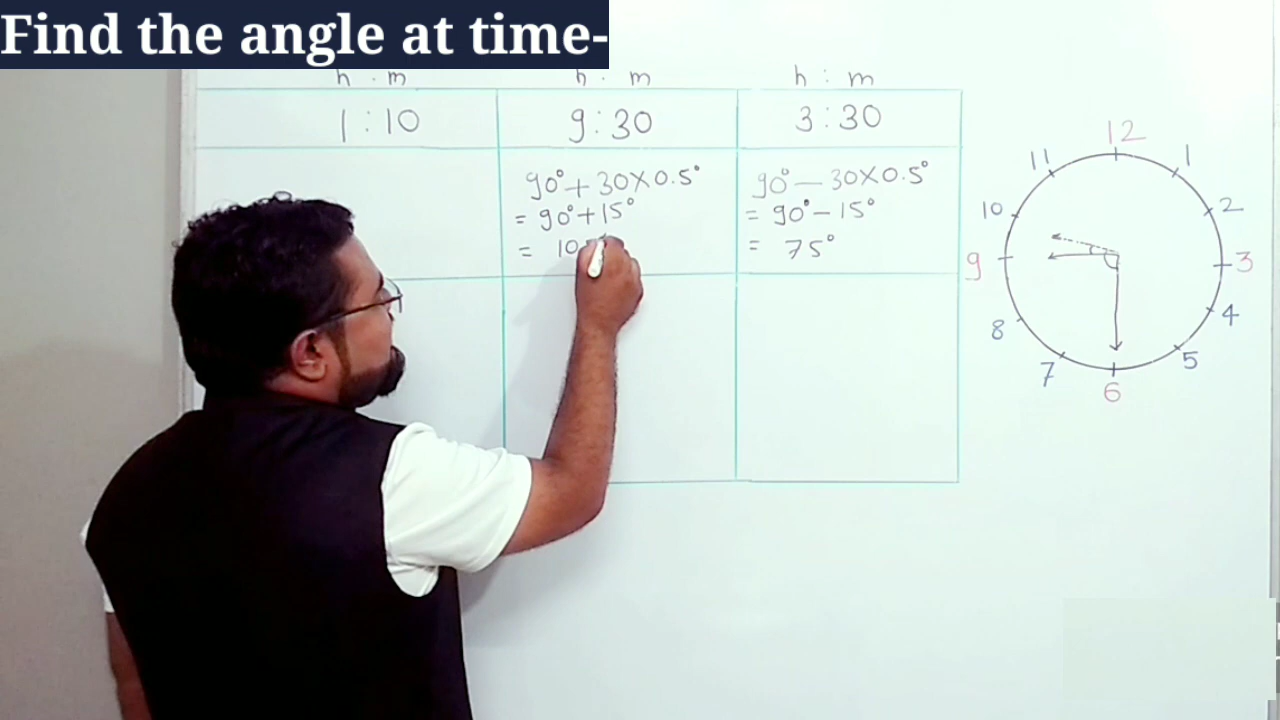 Find the angle at time-
h : m
h : m
h : m
1 : 10
9 : 30
3 : 30
90° + 30 × 0.5°
= 90° + 15°
=
90° — 30 × 0.5°
= 90° - 15°
= 75°
12
1
2
3
4
5
6
7
8
9
10
11